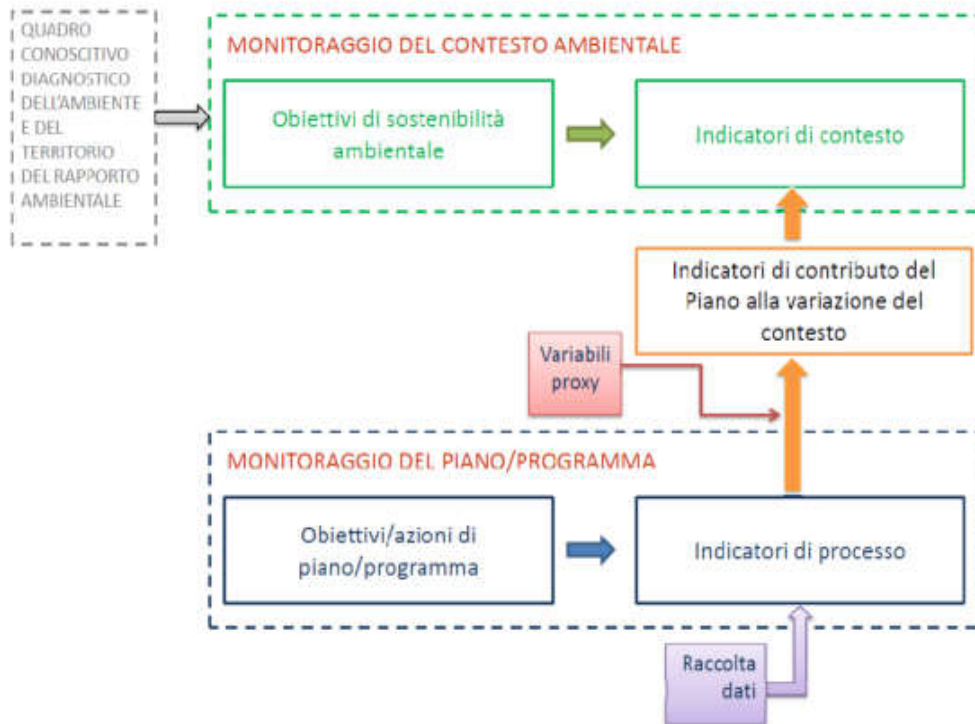 QUADRO
CONOSCITIVO
DIAGNOSTICO
DELL'AMBIENTE
E DEL
TERRITORIO
DEL RAPPORTO
AMBIENTALE
MONITORAGGIO DEL CONTESTO AMBIENTALE
Obiettivi di sostenibilità
ambientale
Indicatori di contesto
Indicatori di contributo del
Piano alla variazione del
contesto
Variabili
proxy
MONITORAGGIO DEL PIANO/PROGRAMMA
Obiettivi/azioni di
piano/programma
Indicatori di processo
Raccolta
dati